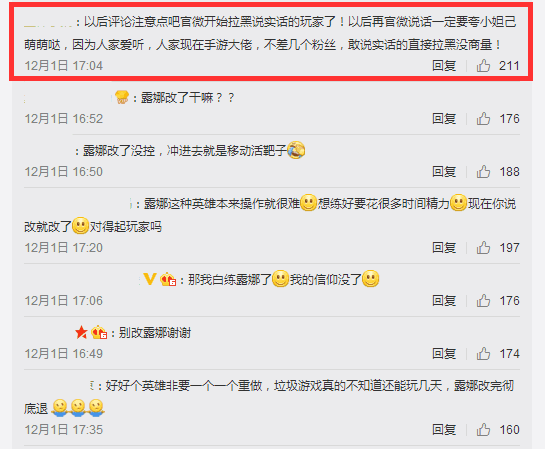 ：以后评论注意点吧官微开始拉黑说实话的玩家了！以后再官微说话一定要夸小妲己
萌萌哒，因为人家爱听，人家现在手游大佬，不差几个粉丝，敢说实话的直接拉黑没商量！
12月1日 17:04 回复 211
：露娜改了干嘛？？
12月1日 16:52 回复 176
：露娜改了没控，冲进去就是移动活靶子
12月1日 16:50 回复 188
：露娜这种英雄本来操作就很难 想练好要花很多时间精力 现在你说
改就改了 对得起玩家吗
12月1日 17:20 回复 197
：那我白练露娜了 我的信仰没了
12月1日 17:06 回复 176
：别改露娜谢谢
12月1日 16:49 回复 174
：好好个英雄非要一个一个重做，垃圾游戏真的不知道还能玩几天，露娜改完彻
底退
12月1日 17:35 回复 160